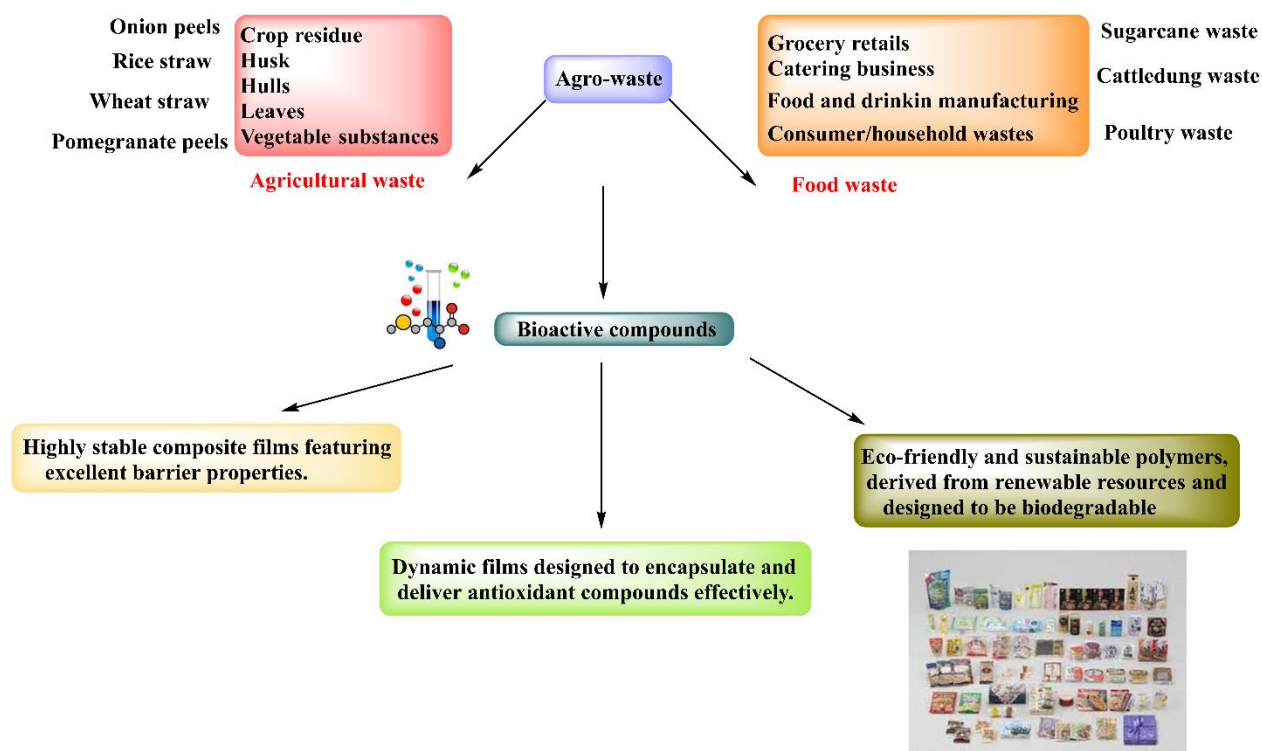 Onion peels
Rice straw
Wheat straw
Pomegranate peels
Crop residue
Husk
Hulls
Leaves
Vegetable substances
Agricultural waste
Agro-waste
Grocery retails
Catering business
Food and drinkin manufacturing
Consumer/household wastes
Food waste
Sugarcane waste
Cattledung waste
Poultry waste
Bioactive compounds
Highly stable composite films featuring
excellent barrier properties.
Dynamic films designed to encapsulate and
deliver antioxidant compounds effectively.
Eco-friendly and sustainable polymers,
derived from renewable resources and
designed to be biodegradable